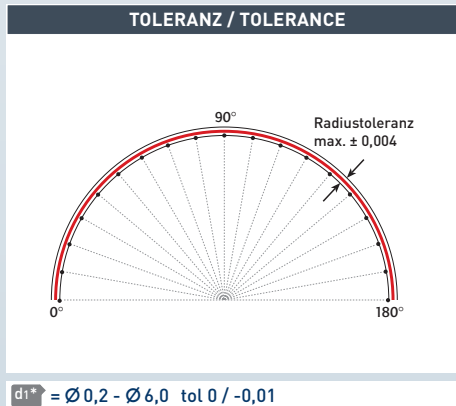 TOLERANZ / TOLERANCE
90°
Radiustoleranz
max. ± 0,004
0°
180°
d1* = Ø 0,2 - Ø 6,0 tol 0 / -0,01